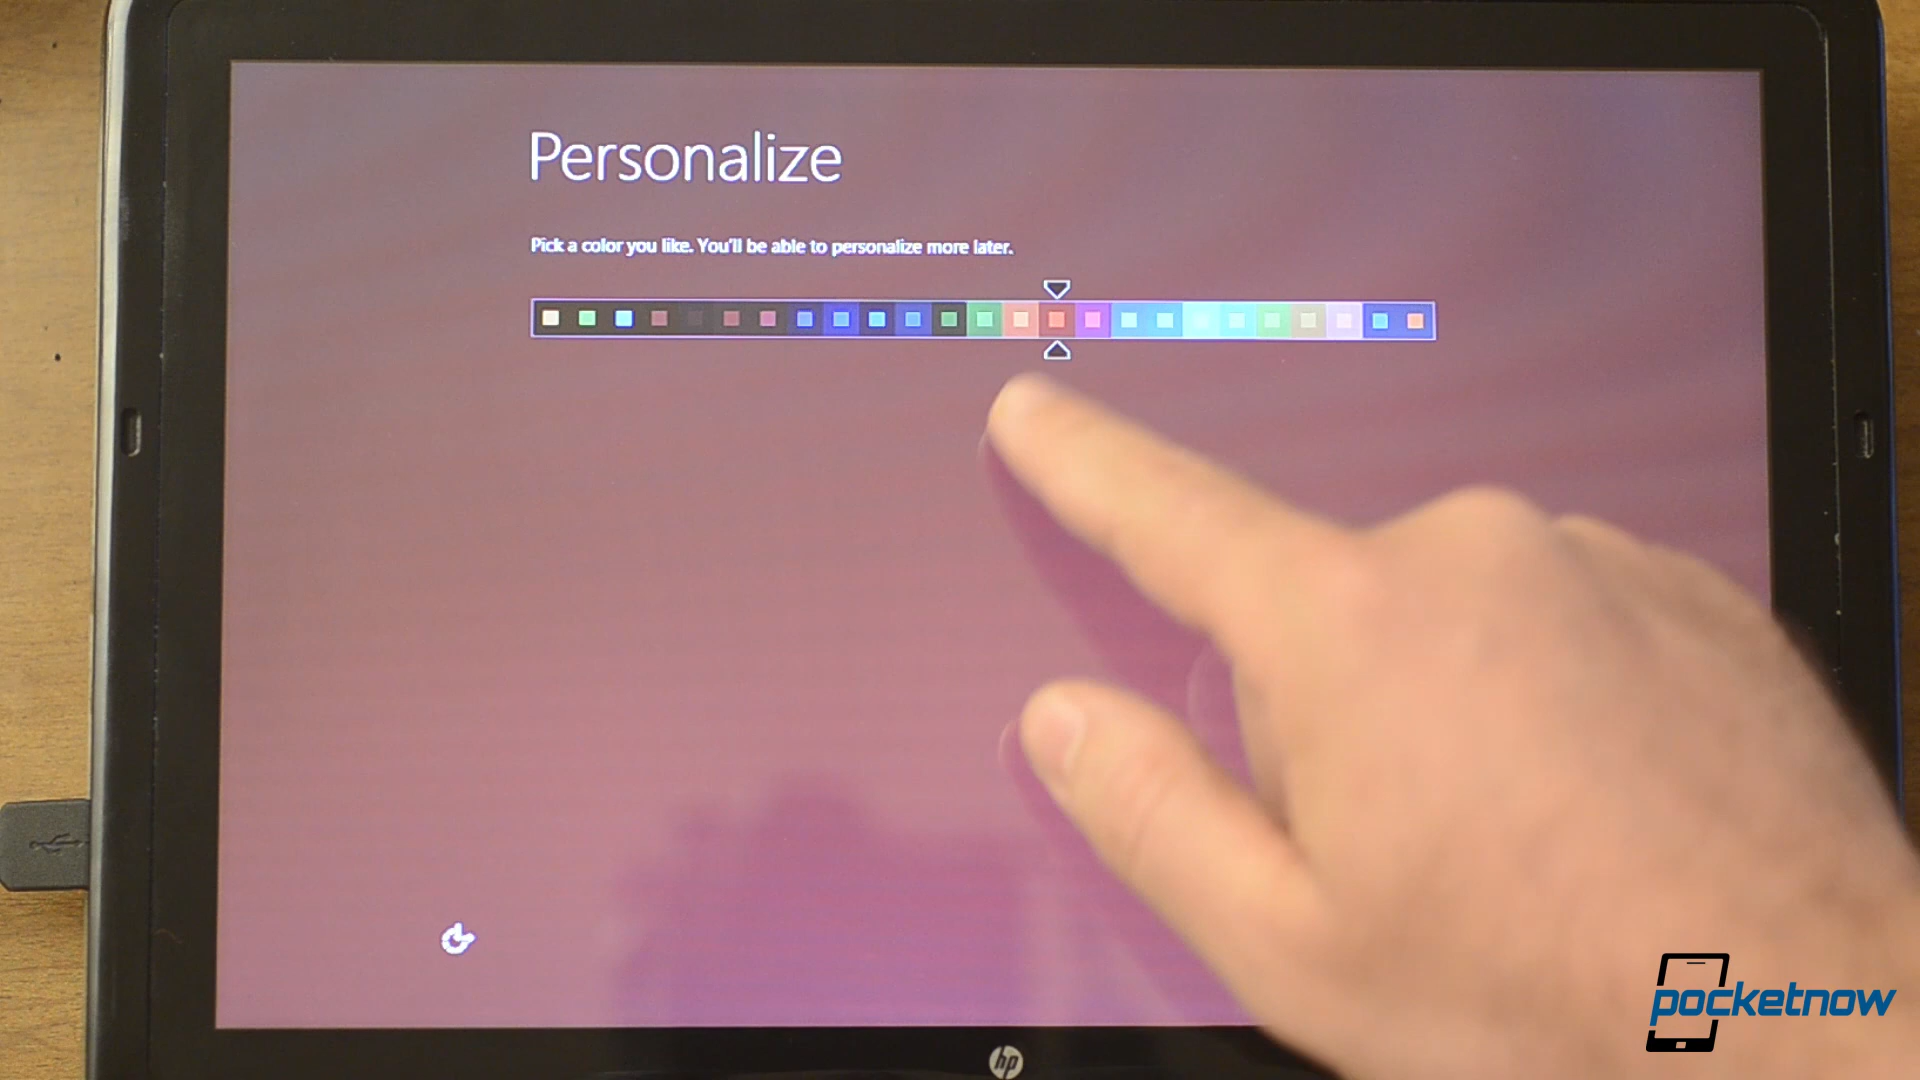 Personalize
Pick a color you like. You'll be able to personalize more later.
hp
pocketnow